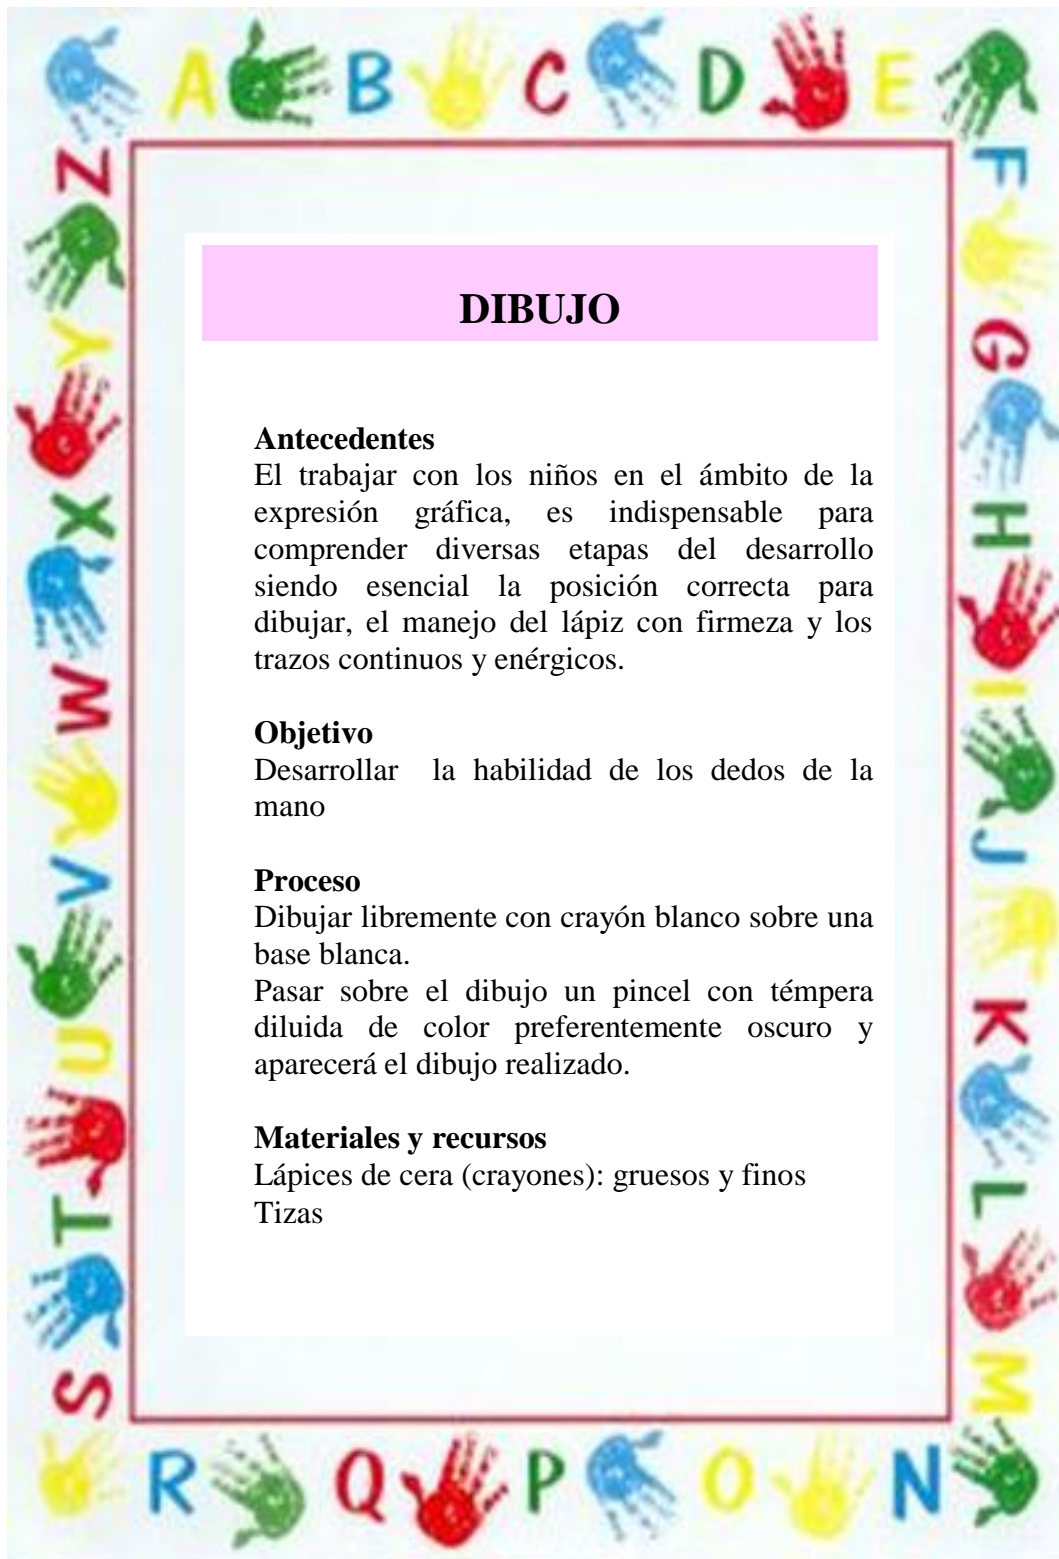 A B C D E
F
G
H
I
J
K
L
M
N
O
P
Q
R
S
T
U
V
W
X
Y
Z
DIBUJO
Antecedentes
El trabajar con los niños en el ámbito de la
expresión gráfica, es indispensable para
comprender diversas etapas del desarrollo
siendo esencial la posición correcta para
dibujar, el manejo del lápiz con firmeza y los
trazos continuos y enérgicos.
Objetivo
Desarrollar la habilidad de los dedos de la
mano
Proceso
Dibujar libremente con crayón blanco sobre una
base blanca.
Pasar sobre el dibujo un pincel con témpera
diluida de color preferentemente oscuro y
aparecerá el dibujo realizado.
Materiales y recursos
Lápices de cera (crayones): gruesos y finos
Tizas